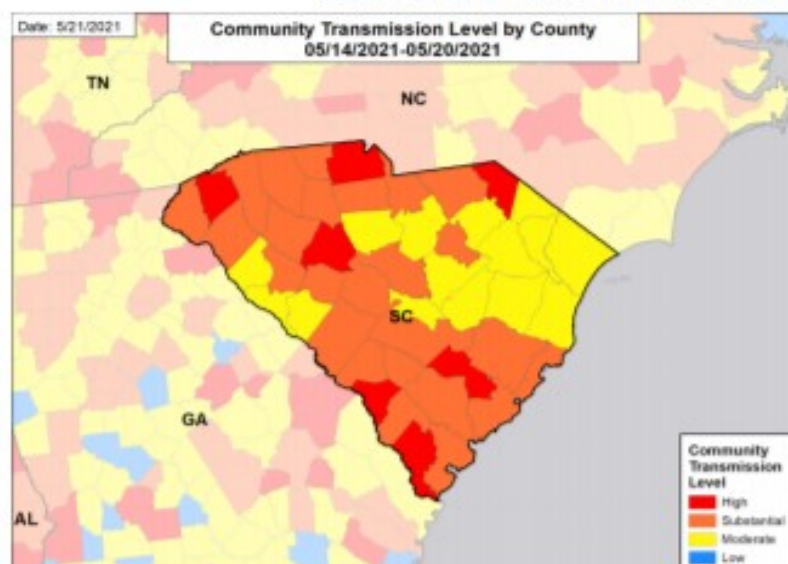 Date: 5/21/2021
Community Transmission Level by County
05/14/2021-05/20/2021
TN
NC
SC
GA
AL
Community
Transmission
Level
High
Substantial
Moderate
Low